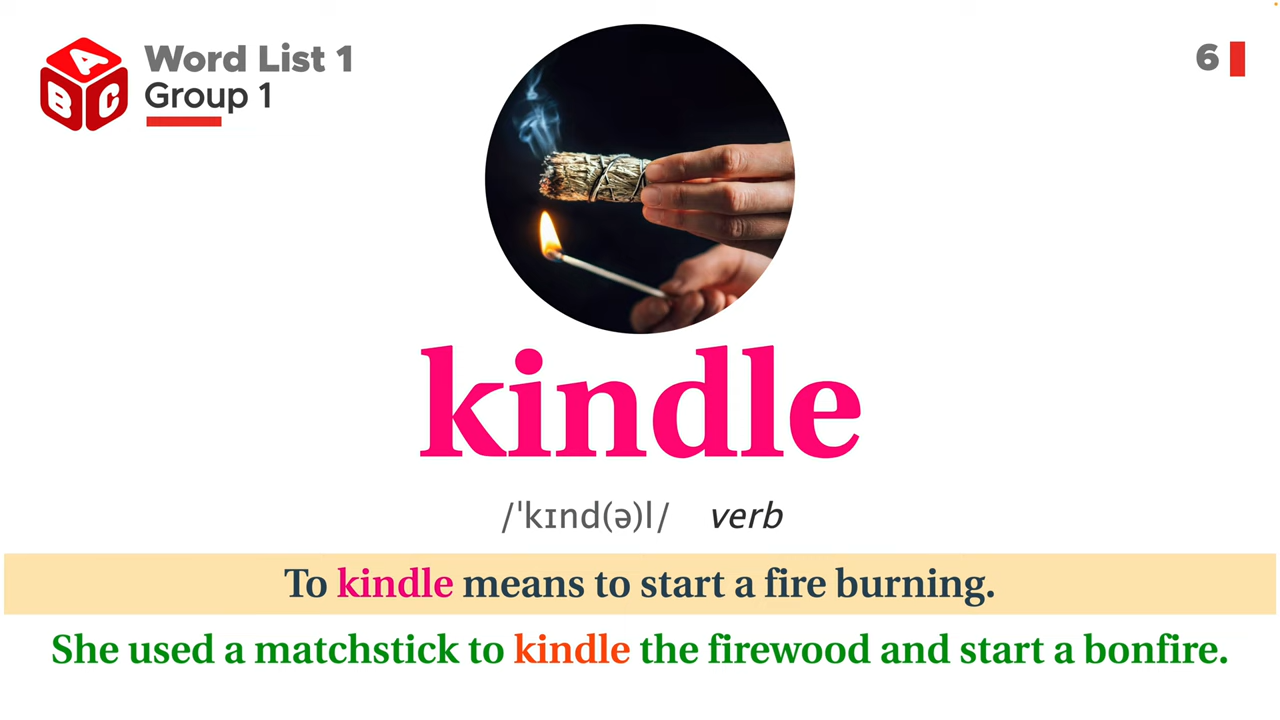 A
B
C
Word List 1
Group 1
6
kindle
/ˈkɪnd(ə)l/ verb
To kindle means to start a fire burning.
She used a matchstick to kindle the firewood and start a bonfire.